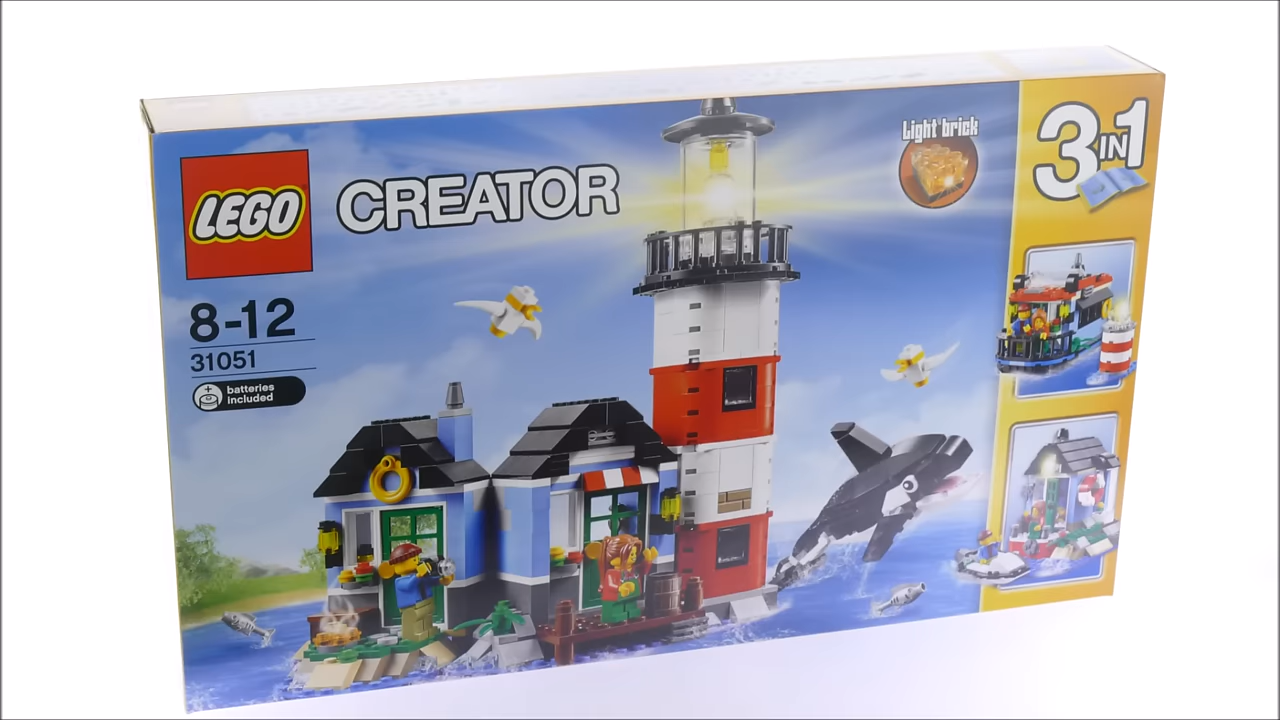 LEGO
CREATOR
8-12
31051
batteries
included
Light brick
3 IN 1